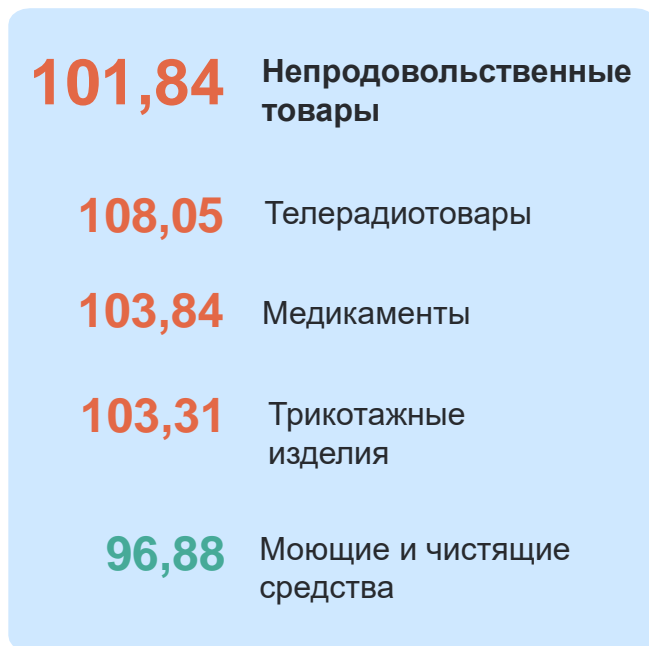 101,84 Непродовольственные
товары
108,05 Телерадиотовары
103,84 Медикаменты
103,31 Трикотажные
изделия
96,88 Моющие и чистящие
средства